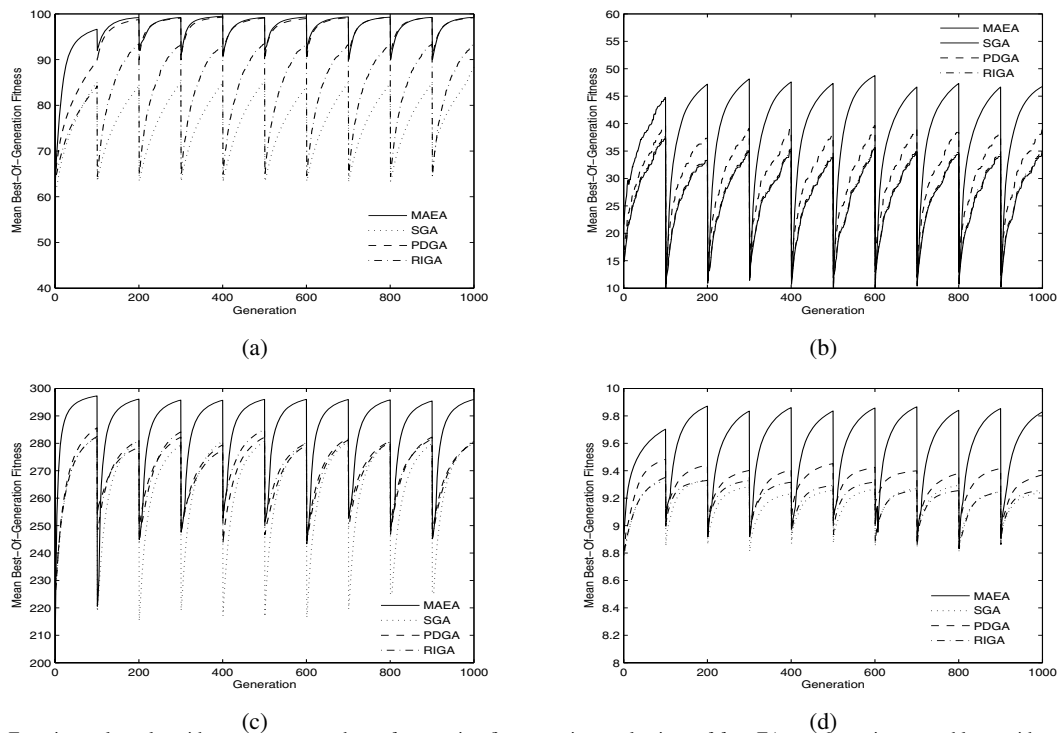 100
90
80
70
60
50
40
Mean Best−Of−Generation Fitness
MAEA
SGA
PDGA
RIGA
0 200 400 600 800 1000
Generation
(a)
60
55
50
45
40
35
30
25
20
15
10
Mean Best−Of−Generation Fitness
MAEA
SGA
PDGA
RIGA
0 200 400 600 800 1000
Generation
(b)
300
290
280
270
260
250
240
230
220
210
200
Mean Best−Of−Generation Fitness
MAEA
SGA
PDGA
RIGA
0 200 400 600 800 1000
Generation
(c)
10
9.8
9.6
9.4
9.2
9
8.8
8.6
8.4
8.2
8
Mean Best−Of−Generation Fitness
MAEA
SGA
PDGA
RIGA
0 200 400 600 800 1000
Generation
(d)